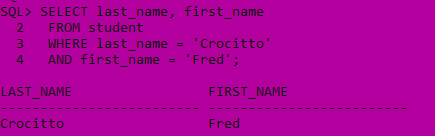 SQL> SELECT last_name, first_name
  2   FROM student
  3   WHERE last_name = 'Crocitto'
  4   AND first_name = 'Fred';
LAST_NAME                 FIRST_NAME
------------------------- -------------------------
Crocitto                  Fred